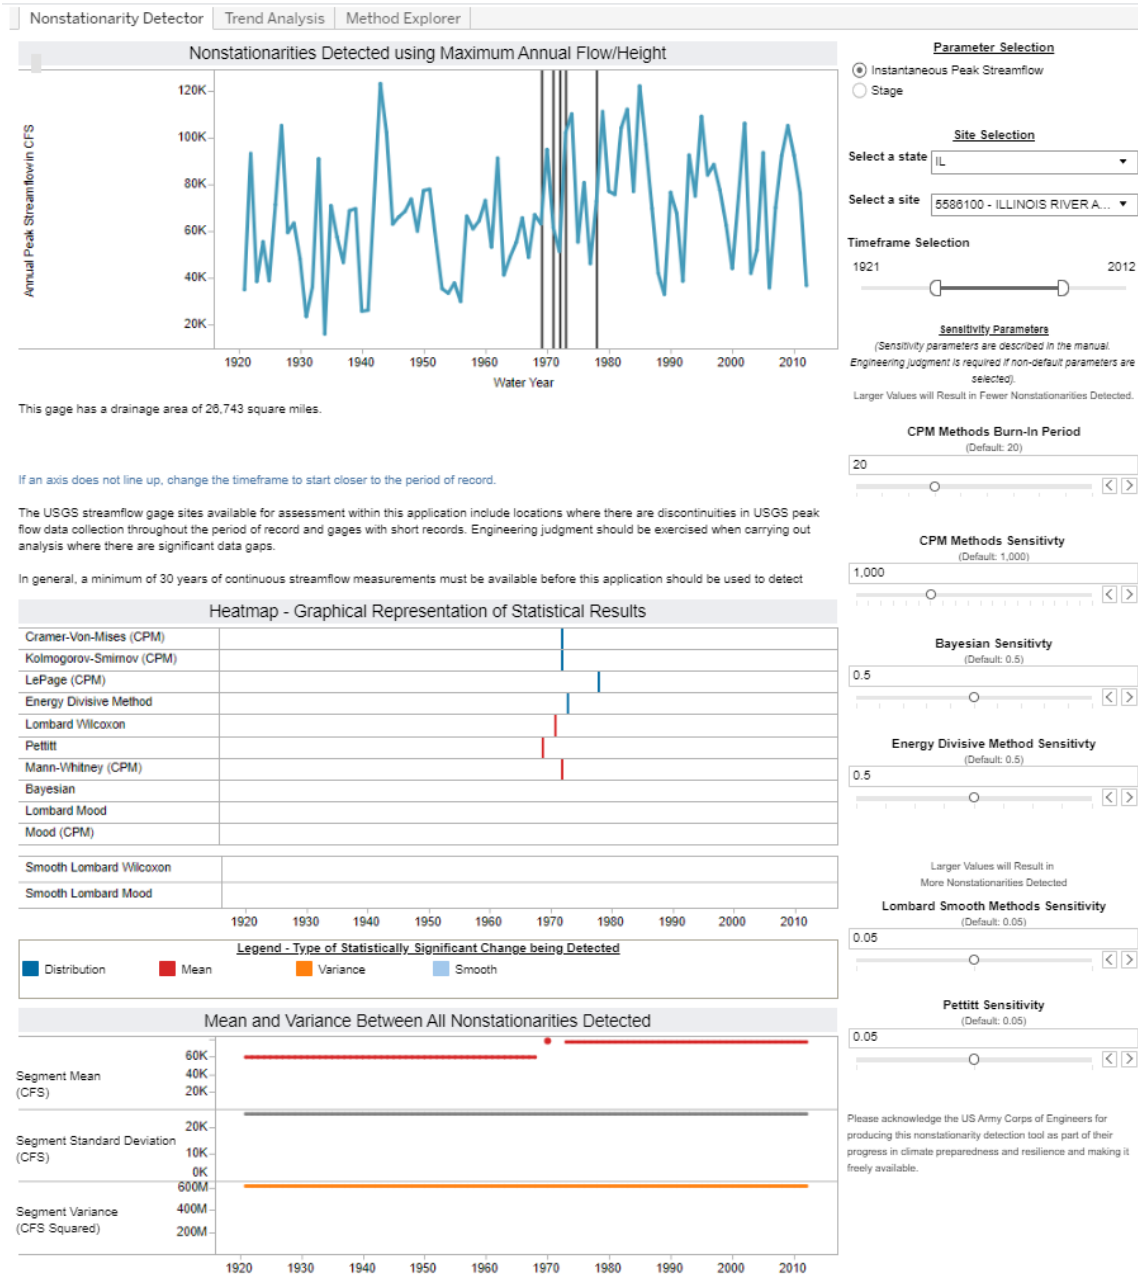 Nonstationarity Detector
Trend Analysis
Method Explorer
Nonstationarities Detected using Maximum Annual Flow/Height
Annual Peak Streamflowin CFS
120K
100K
80K
60K
40K
20K
1920 1930 1940 1950 1960 1970 1980 1990 2000 2010
Water Year
This gage has a drainage area of 26,743 square miles.
If an axis does not line up, change the timeframe to start closer to the period of record.
The USGS streamflow gage sites available for assessment within this application include locations where there are discontinuities in USGS peak
flow data collection throughout the period of record and gages with short records. Engineering judgment should be exercised when carrying out
analysis where there are significant data gaps.
In general, a minimum of 30 years of continuous streamflow measurements must be available before this application should be used to detect
Heatmap - Graphical Representation of Statistical Results
Cramer-Von-Mises (CPM)
Kolmogorov-Smirnov (CPM)
LePage (CPM)
Energy Divisive Method
Lombard Wilcoxon
Pettitt
Mann-Whitney (CPM)
Bayesian
Lombard Mood
Mood (CPM)
Smooth Lombard Wilcoxon
Smooth Lombard Mood
1920 1930 1940 1950 1960 1970 1980 1990 2000 2010
Legend - Type of Statistically Significant Change being Detected
Distribution
Mean
Variance
Smooth
Mean and Variance Between All Nonstationarities Detected
Segment Mean
(CFS)
60K
40K
20K
Segment Standard Deviation
(CFS)
20K
10K
0K
Segment Variance
(CFS Squared)
600M
400M
200M
1920 1930 1940 1950 1960 1970 1980 1990 2000 2010
Parameter Selection
Instantaneous Peak Streamflow
Stage
Site Selection
Select a state
IL
Select a site
5586100 - ILLINOIS RIVER A...
Timeframe Selection
1921 2012
Sensitivity Parameters
(Sensitivity parameters are described in the manual.
Engineering judgment is required if non-default parameters are
selected).
Larger Values will Result in Fewer Nonstationarities Detected.
CPM Methods Burn-In Period
(Default: 20)
20
CPM Methods Sensitivty
(Default: 1,000)
1,000
Bayesian Sensitivty
(Default: 0.5)
0.5
Energy Divisive Method Sensitivty
(Default: 0.5)
0.5
Larger Values will Result in
More Nonstationarities Detected
Lombard Smooth Methods Sensitivity
(Default: 0.05)
0.05
Pettitt Sensitivity
(Default: 0.05)
0.05
Please acknowledge the US Army Corps of Engineers for
producing this nonstationarity detection tool as part of their
progress in climate preparedness and resilience and making it
freely available.